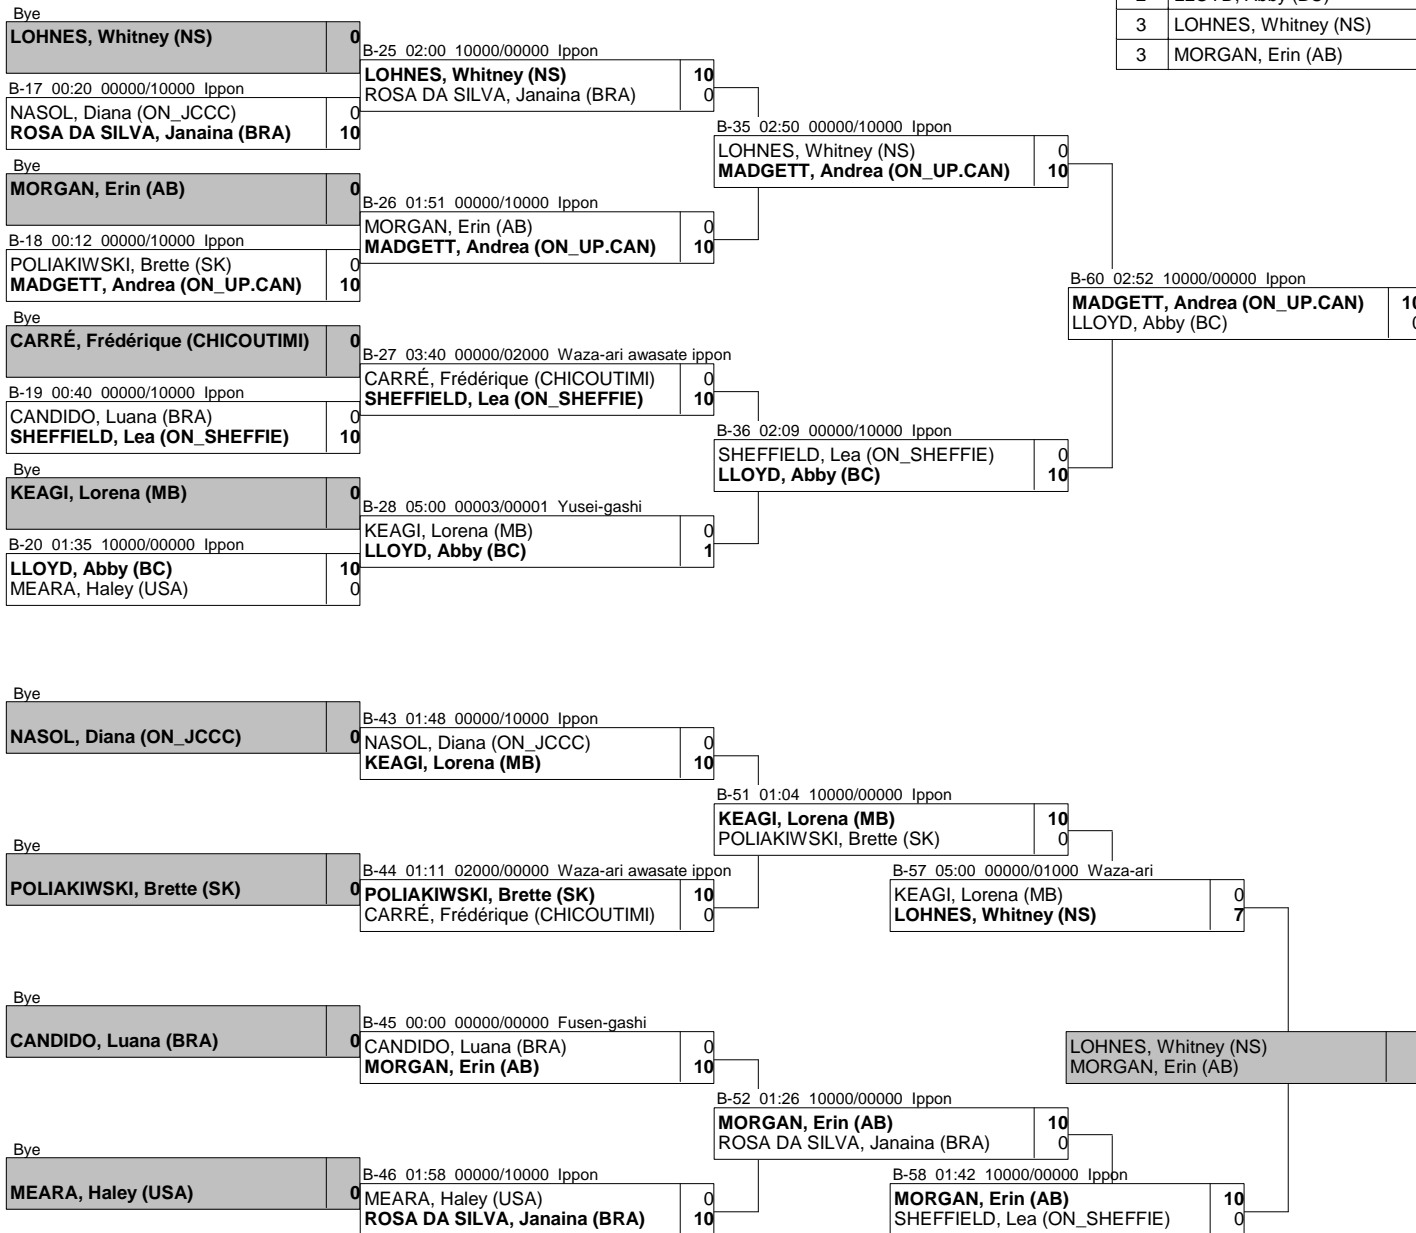 3 LOHNES, Whitney (NS)
3 MORGAN, Erin (AB)
Bye
LOHNES, Whitney (NS) 0
B-17 00:20 00000/10000 Ippon
NASOL, Diana (ON_JCCC) 0
ROSA DA SILVA, Janaina (BRA) 10
Bye
MORGAN, Erin (AB) 0
B-18 00:12 00000/10000 Ippon
POLIAKIWSKI, Brette (SK) 0
MADGETT, Andrea (ON_UP.CAN) 10
Bye
CARRÉ, Frédérique (CHICOUTIMI) 0
B-19 00:40 00000/10000 Ippon
CANDIDO, Luana (BRA) 0
SHEFFIELD, Lea (ON_SHEFFIE) 10
Bye
KEAGI, Lorena (MB) 0
B-20 01:35 10000/00000 Ippon
LLOYD, Abby (BC) 10
MEARA, Haley (USA) 0
B-25 02:00 10000/00000 Ippon
LOHNES, Whitney (NS) 10
ROSA DA SILVA, Janaina (BRA) 0
B-26 01:51 00000/10000 Ippon
MORGAN, Erin (AB) 0
MADGETT, Andrea (ON_UP.CAN) 10
B-27 03:40 00000/02000 Waza-ari awasate ippon
CARRÉ, Frédérique (CHICOUTIMI) 0
SHEFFIELD, Lea (ON_SHEFFIE) 10
B-28 05:00 00003/00001 Yusei-gashi
KEAGI, Lorena (MB) 0
LLOYD, Abby (BC) 1
B-35 02:50 00000/10000 Ippon
LOHNES, Whitney (NS) 0
MADGETT, Andrea (ON_UP.CAN) 10
B-36 02:09 00000/10000 Ippon
SHEFFIELD, Lea (ON_SHEFFIE) 0
LLOYD, Abby (BC) 10
B-60 02:52 10000/00000 Ippon
MADGETT, Andrea (ON_UP.CAN) 10
LLOYD, Abby (BC)
Bye
NASOL, Diana (ON_JCCC) 0
Bye
POLIAKIWSKI, Brette (SK) 0
Bye
CANDIDO, Luana (BRA) 0
Bye
MEARA, Haley (USA) 0
B-43 01:48 00000/10000 Ippon
NASOL, Diana (ON_JCCC) 0
KEAGI, Lorena (MB) 10
B-44 01:11 02000/00000 Waza-ari awasate ippon
POLIAKIWSKI, Brette (SK) 10
CARRÉ, Frédérique (CHICOUTIMI) 0
B-45 00:00 00000/00000 Fusen-gashi
CANDIDO, Luana (BRA) 0
MORGAN, Erin (AB) 10
B-46 01:58 00000/10000 Ippon
MEARA, Haley (USA) 0
ROSA DA SILVA, Janaina (BRA) 10
B-51 01:04 10000/00000 Ippon
KEAGI, Lorena (MB) 10
POLIAKIWSKI, Brette (SK) 0
B-52 01:26 10000/00000 Ippon
MORGAN, Erin (AB) 10
ROSA DA SILVA, Janaina (BRA) 0
B-57 05:00 00000/01000 Waza-ari
KEAGI, Lorena (MB) 0
LOHNES, Whitney (NS) 7
B-58 01:42 10000/00000 Ippon
MORGAN, Erin (AB) 10
SHEFFIELD, Lea (ON_SHEFFIE) 0
LOHNES, Whitney (NS)
MORGAN, Erin (AB)